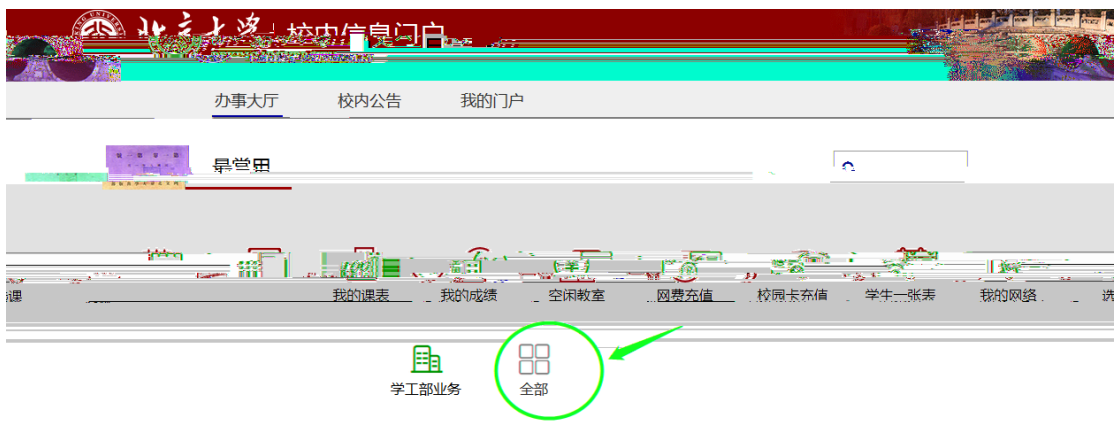 北京大学 校内信息门户
办事大厅 校内公告 我的门户
最常用
我的课表 我的成绩 空闲教室 网费充值 校园卡充值 学生一张表 我的网络
学工部业务 全部